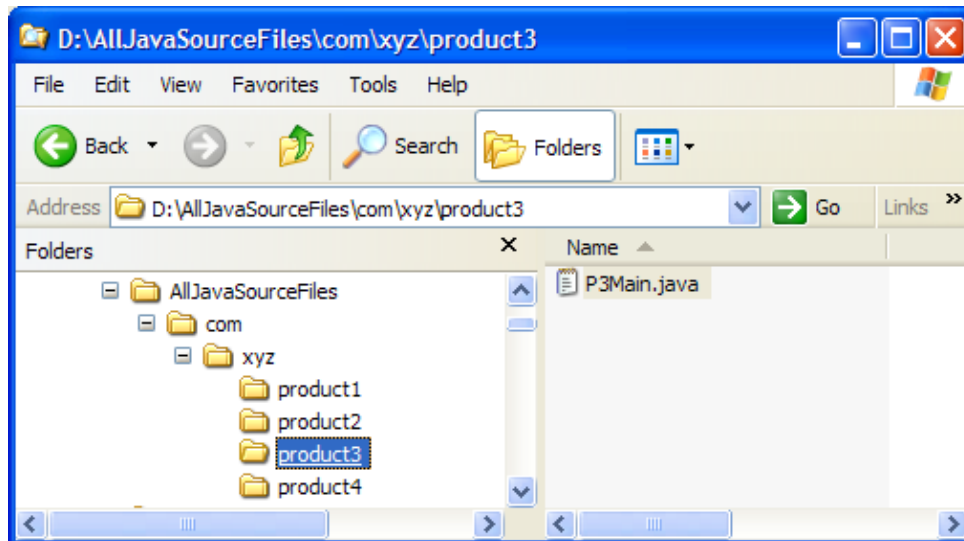 D:\AllJavaSourceFiles\com\xyz\product3
File Edit View Favorites Tools Help
Back Search Folders
Address D:\AllJavaSourceFiles\com\xyz\product3 Go Links »
Folders × Name
AllJavaSourceFiles P3Main.java
com
xyz
product1
product2
product3
product4